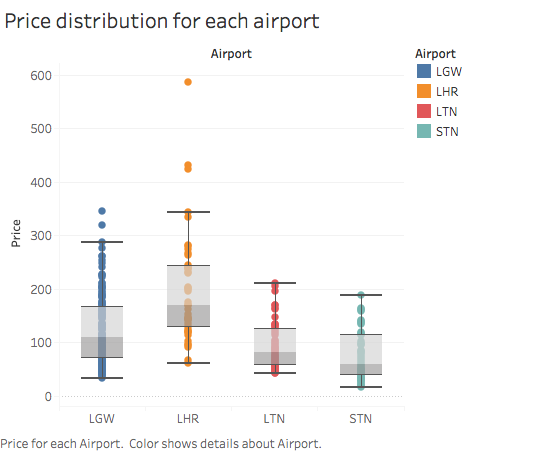 Price distribution for each airport
Airport
Airport
LGW
LHR
LTN
STN
600
500
400
300
200
100
0
Price
LGW LHR LTN STN
Price for each Airport. Color shows details about Airport.